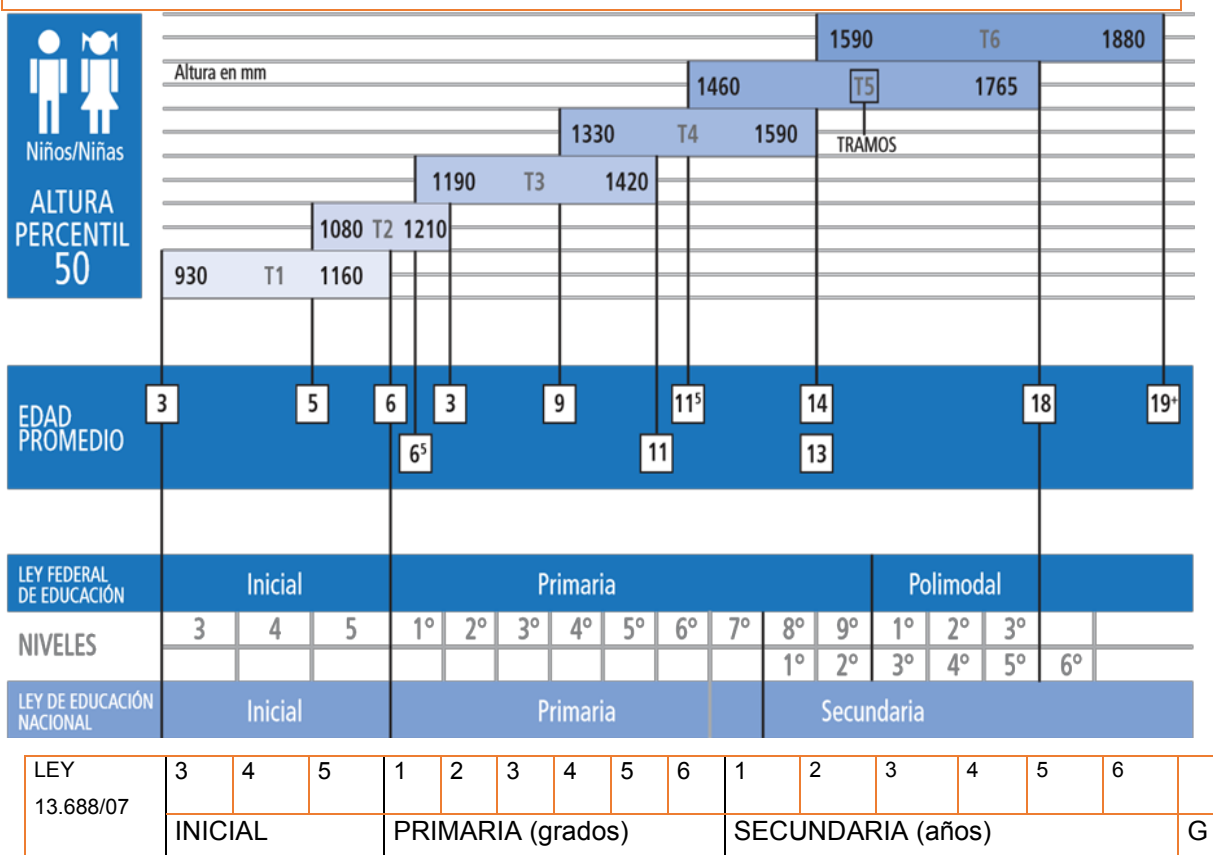 1590 T6 1880
Altura en mm
1460 T5 1765
Niños/Niñas
1330 T4 1590
TRAMOS
ALTURA
PERCENTIL
50
1190 T3 1420
1080 T2 1210
930 T1 1160
EDAD
PROMEDIO
3 5 6 3 9 11⁵ 14 18 19⁺
6⁵ 11 13
LEY FEDERAL
DE EDUCACIÓN
Inicial Primaria Polimodal
NIVELES
3 4 5 1° 2° 3° 4° 5° 6° 7° 8° 9° 1° 2° 3°
1° 2° 3° 4° 5° 6°
LEY DE EDUCACIÓN
NACIONAL
Inicial Primaria Secundaria
LEY
13.688/07
3 4 5 1 2 3 4 5 6 1 2 3 4 5 6
INICIAL PRIMARIA (grados) SECUNDARIA (años) G